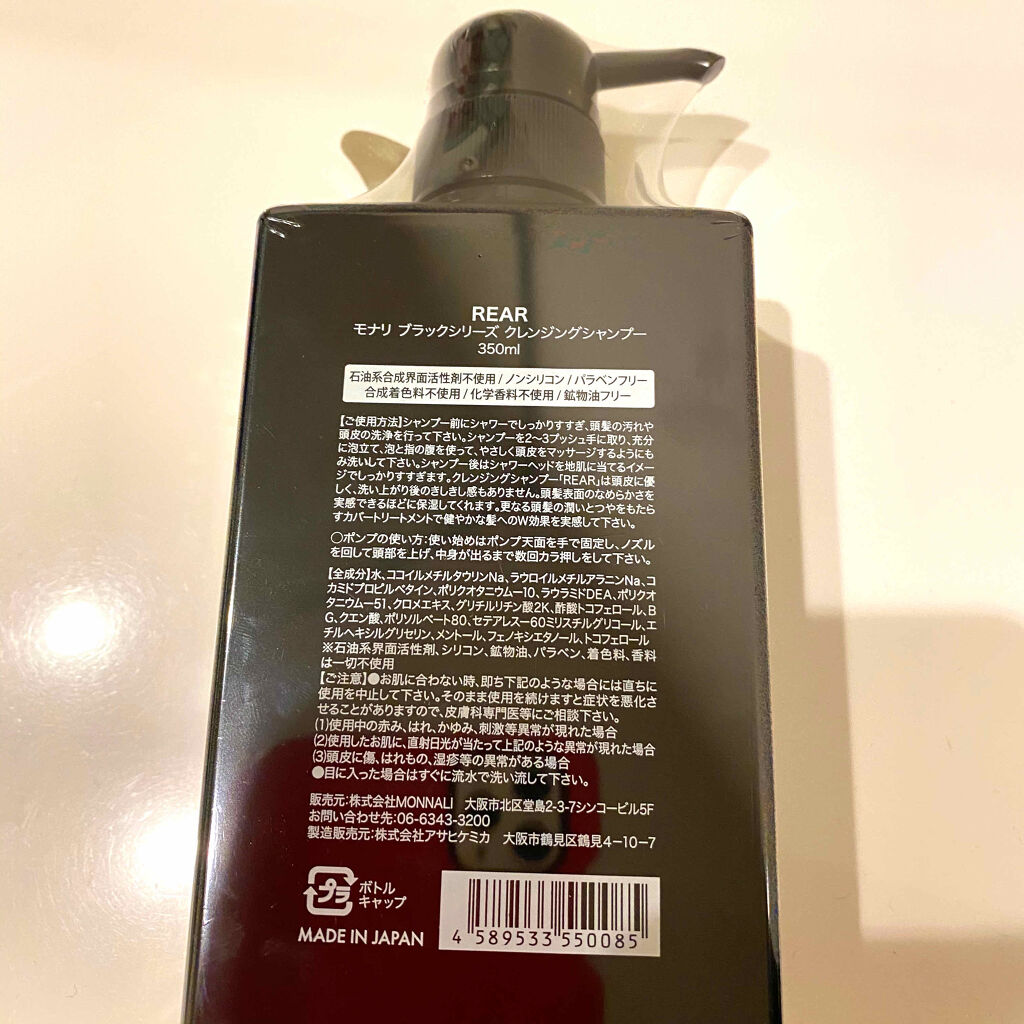 REAR
モナリ ブラックシリーズ クレンジングシャンプー
350ml
石油系合成界面活性剤不使用 / ノンシリコン / パラベンフリー
合成着色料不使用 / 化学香料不使用 / 鉱物油フリー
【ご使用方法】シャンプー前にシャワーでしっかりすすぎ、頭髪の汚れや
頭皮の洗浄を行って下さい。シャンプーを2〜3プッシュ手に取り、充分
に泡立て、泡と指の腹を使って、やさしく頭皮をマッサージするようにも
み洗いして下さい。シャンプー後はシャワーヘッドを地肌に当てるイメー
ジでしっかりすすぎます。クレンジングシャンプー「REAR」は頭皮に優
しく、洗い上がり後のきしきし感もありません。頭髪表面のなめらかさを
実感できるほどに保湿してくれます。更なる頭髪の潤いとつやをもたら
すカバートリートメントで健やかな髪へのW効果を実感して下さい。
○ポンプの使い方:使い始めはポンプ天面を手で固定し、ノズル
を回して頭部を上げ、中身が出るまで数回カラ押しをして下さい。
【全成分】水、ココイルメチルタウリンNa、ラウロイルメチルアラニンNa、コ
カミドプロピルベタイン、ポリクオタニウム−10、ラウラミドDEA、ポリクオ
タニウム−51、クロメエキス、グリチルリチン酸2K、酢酸トコフェロール、B
G、クエン酸、ポリソルベート80、セテアレス−60ミリスチルグリコール、エ
チルヘキシルグリセリン、メントール、フェノキシエタノール、トコフェロール
※石油系界面活性剤、シリコン、鉱物油、パラベン、着色料、香料
は一切不使用
【ご注意】●お肌に合わない時、即ち下記のような場合には直ちに
使用を中止して下さい。そのまま使用を続けますと症状を悪化さ
せることがありますので、皮膚科専門医等にご相談下さい。
(1)使用中の赤み、はれ、かゆみ、刺激等異常が現れた場合
(2)使用したお肌に、直射日光が当たって上記のような異常が現れた場合
(3)頭皮に傷、はれもの、湿疹等の異常がある場合
●目に入った場合はすぐに流水で洗い流して下さい。
販売元:株式会社MONNALI 大阪市北区堂島2-3-7シンコービル5F
お問い合わせ先:06-6343-3200
製造販売元:株式会社アサヒケミカ 大阪市鶴見区鶴見4−10−7
プラ
ボトル
キャップ
MADE IN JAPAN
4 589533 550085